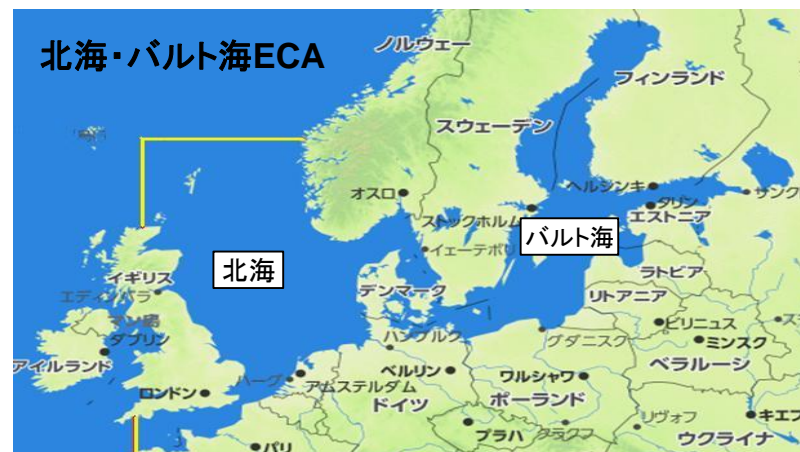 北海・バルト海ECA
ノルウェー
フィンランド
スウェーデン
オスロ
ヘルシンキ
サンク
タリン
ストックホルム
エストニア
バルト海
イェーテボリ
北海
イギリス
ラトビア
デンマーク
エディンバラ
リトアニア
マン島
ビリニュス
ダブリン
ハンブルク
グダニスク
ミンスク
アイルランド
ベラルーシ
ベルリン
ワルシャワ
ハーグ
アムステルダム
ロンドン
ドイツ
ポーランド
リヴォフ
キエフ
プラハ
クラクフ
ウクライナ
パリ